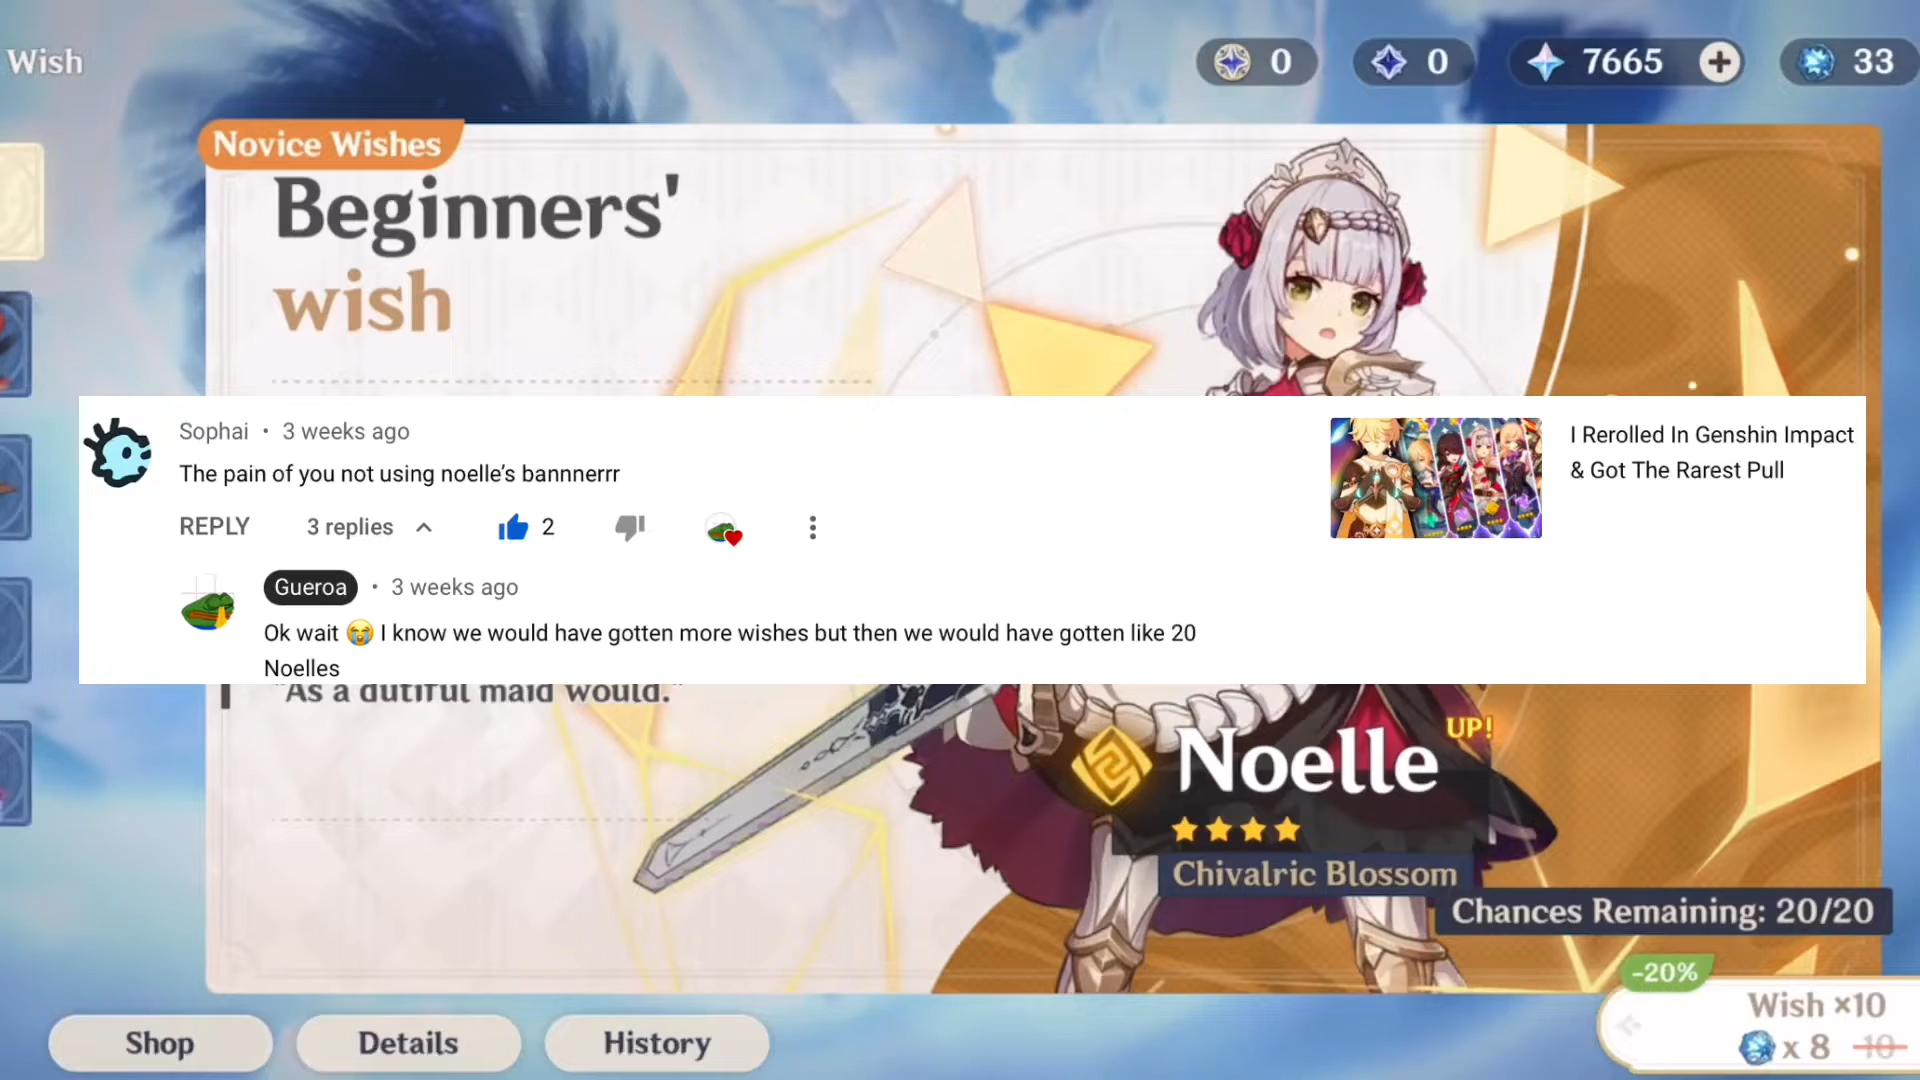 Wish
0
0
7665
33
Novice Wishes
Beginners'
wish
Sophai • 3 weeks ago
The pain of you not using noelle’s bannnerrr
REPLY 3 replies 2
I Rerolled In Genshin Impact
& Got The Rarest Pull
Gueroa • 3 weeks ago
Ok wait 😭 I know we would have gotten more wishes but then we would have gotten like 20
Noelles
"As a dutiful maid would."
UP!
Noelle
Chivalric Blossom
Chances Remaining: 20/20
-20%
Wish ×10
x 8 10
Shop
Details
History